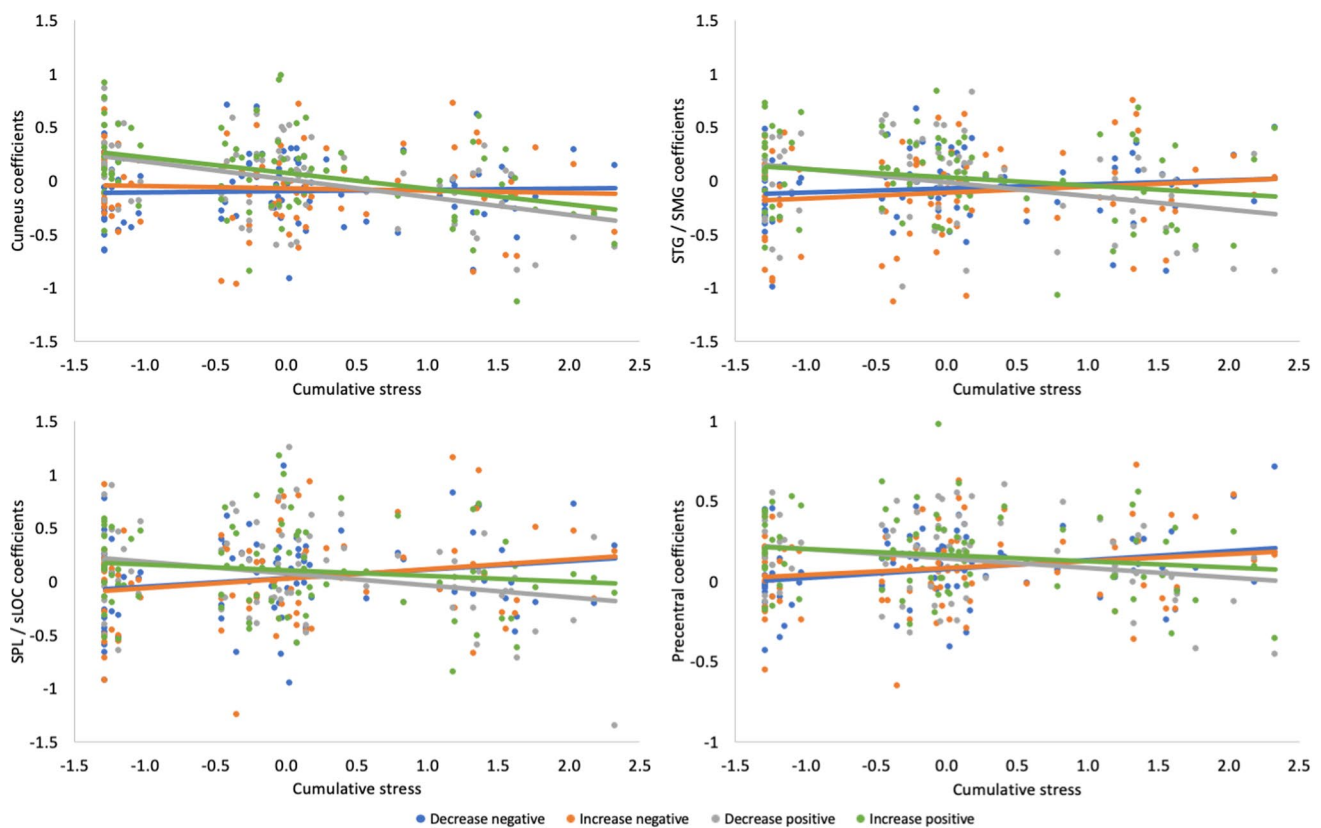 1.5
1
0.5
0
-0.5
-1
-1.5
Cuneus coefficients
-1.5 -1.0 -0.5 0.0 0.5 1.0 1.5 2.0 2.5
Cumulative stress
1.5
1
0.5
0
-0.5
-1
-1.5
STG / SMG coefficients
-1.5 -1.0 -0.5 0.0 0.5 1.0 1.5 2.0 2.5
Cumulative stress
1.5
1
0.5
0
-0.5
-1
-1.5
SPL / sLOC coefficients
-1.5 -1.0 -0.5 0.0 0.5 1.0 1.5 2.0 2.5
Cumulative stress
1
0.5
0
-0.5
-1
Precentral coefficients
-1.5 -1.0 -0.5 0.0 0.5 1.0 1.5 2.0 2.5
Cumulative stress
Decrease negative Increase negative Decrease positive Increase positive